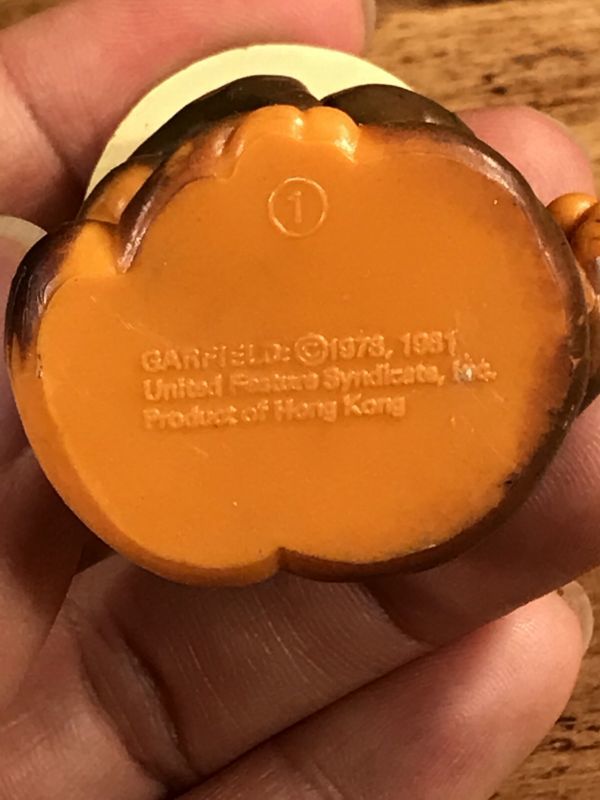 1
GARFIELD: ©1978, 1981
United Feature Syndicate, Inc.
Product of Hong Kong